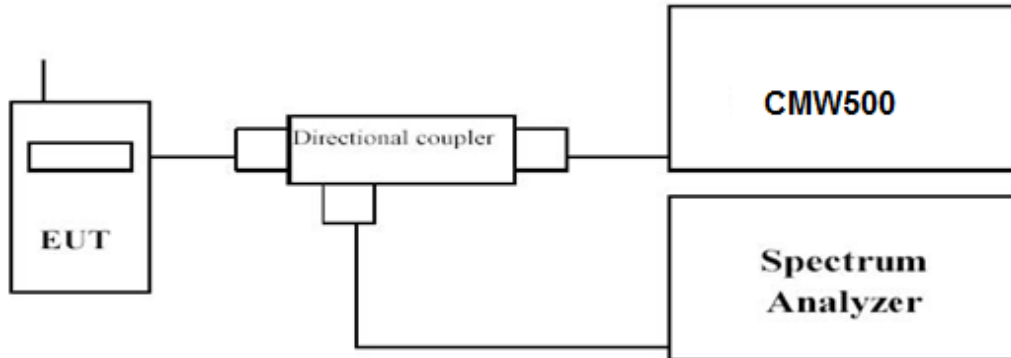 CMW500
Directional coupler
EUT
Spectrum
Analyzer